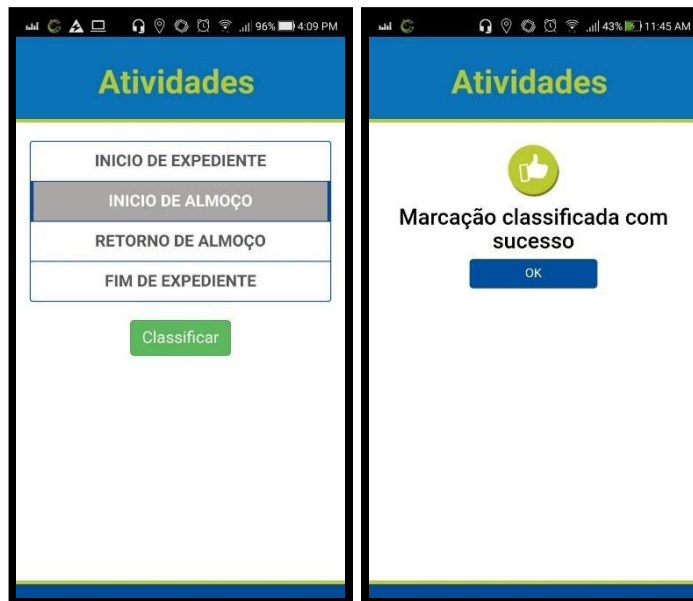 96% 4:09 PM
Atividades
INICIO DE EXPEDIENTE
INICIO DE ALMOÇO
RETORNO DE ALMOÇO
FIM DE EXPEDIENTE
Classificar
43% 11:45 AM
Atividades
Marcação classificada com
sucesso
OK